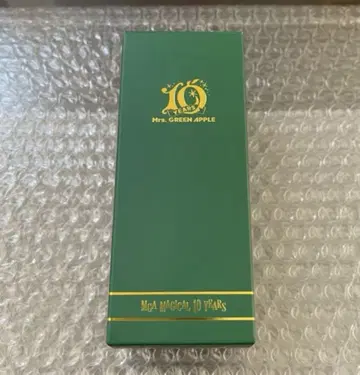 10
YEARS
Mrs. GREEN APPLE
MGA MAGICAL 10 YEARS